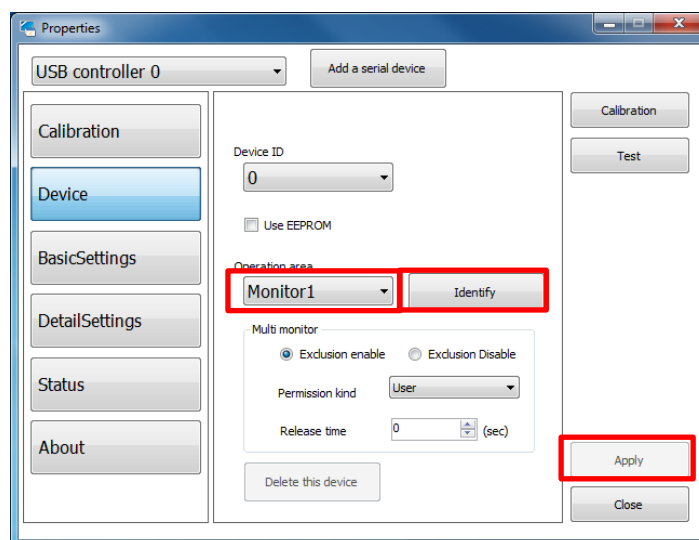 Properties
USB controller 0
Add a serial device
Calibration
Device
BasicSettings
DetailSettings
Status
About
Device ID
0
Use EEPROM
Operation area
Monitor1
Identify
Multi monitor
Exclusion enable
Exclusion Disable
Permission kind
User
Release time
0
(sec)
Delete this device
Calibration
Test
Apply
Close